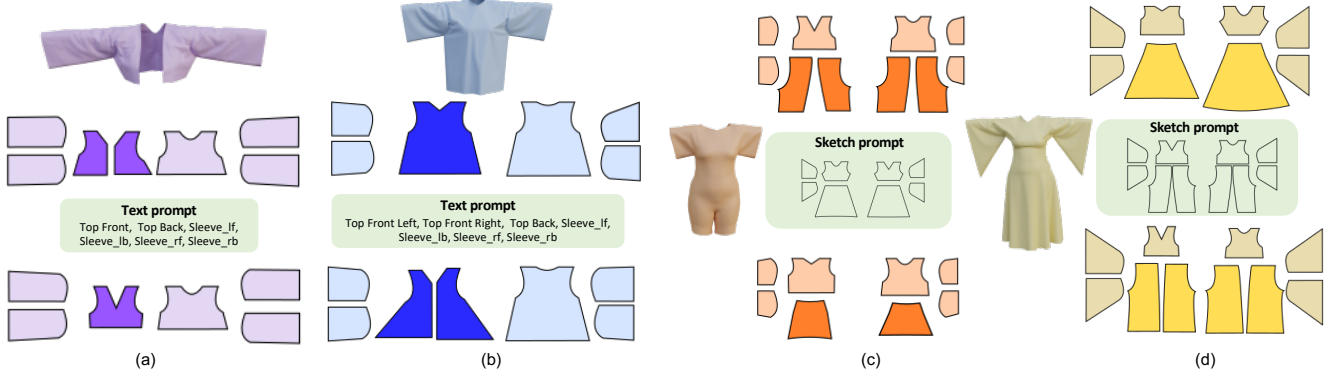 Text prompt
Top Front, Top Back, Sleeve_lf,
Sleeve_lb, Sleeve_rf, Sleeve_rb
(a)
Text prompt
Top Front Left, Top Front Right, Top Back, Sleeve_lf,
Sleeve_lb, Sleeve_rf, Sleeve_rb
(b)
Sketch prompt
(c)
Sketch prompt
(d)